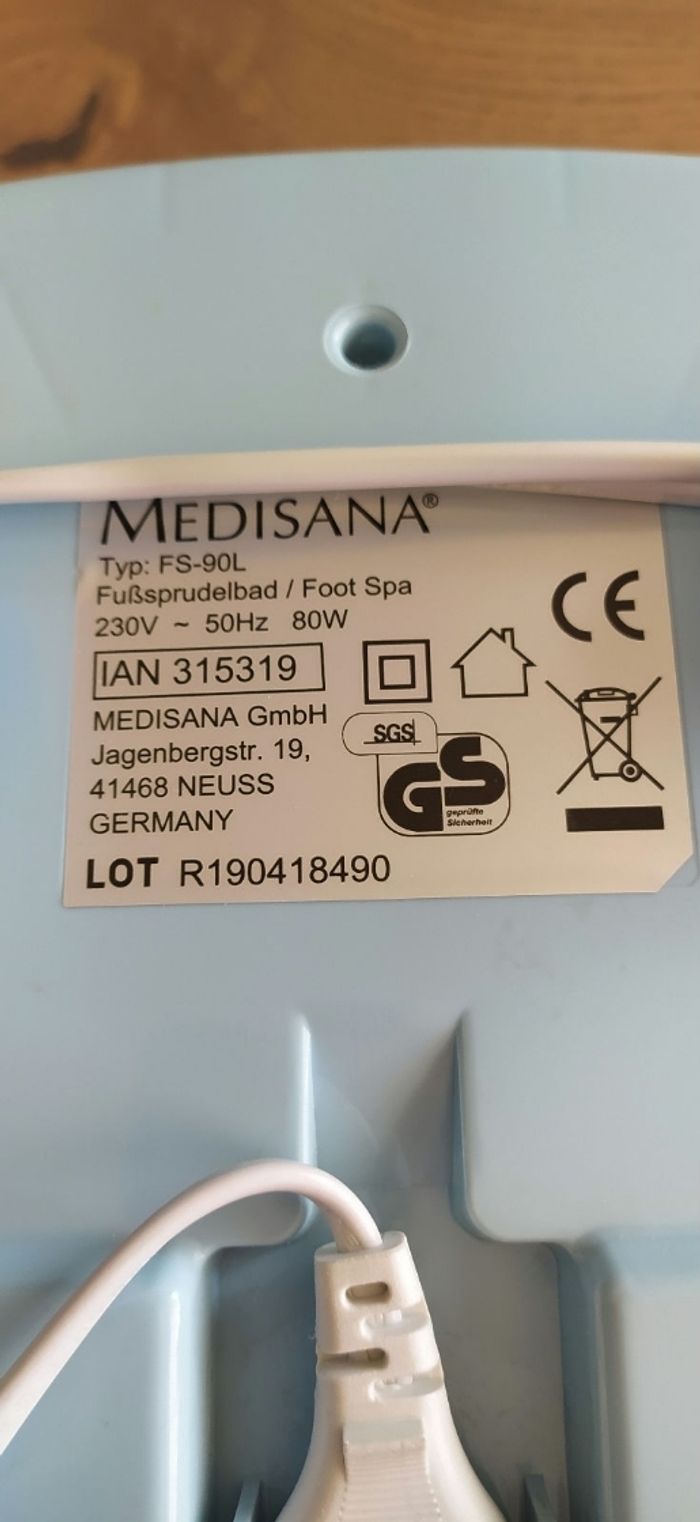 MEDISANA®
Typ: FS-90L
Fußsprudelbad / Foot Spa
230V ~ 50Hz 80W
IAN 315319
MEDISANA GmbH
Jagenbergstr. 19,
41468 NEUSS
GERMANY
LOT R190418490
CE
SGS
GS
geprüfte
Sicherheit